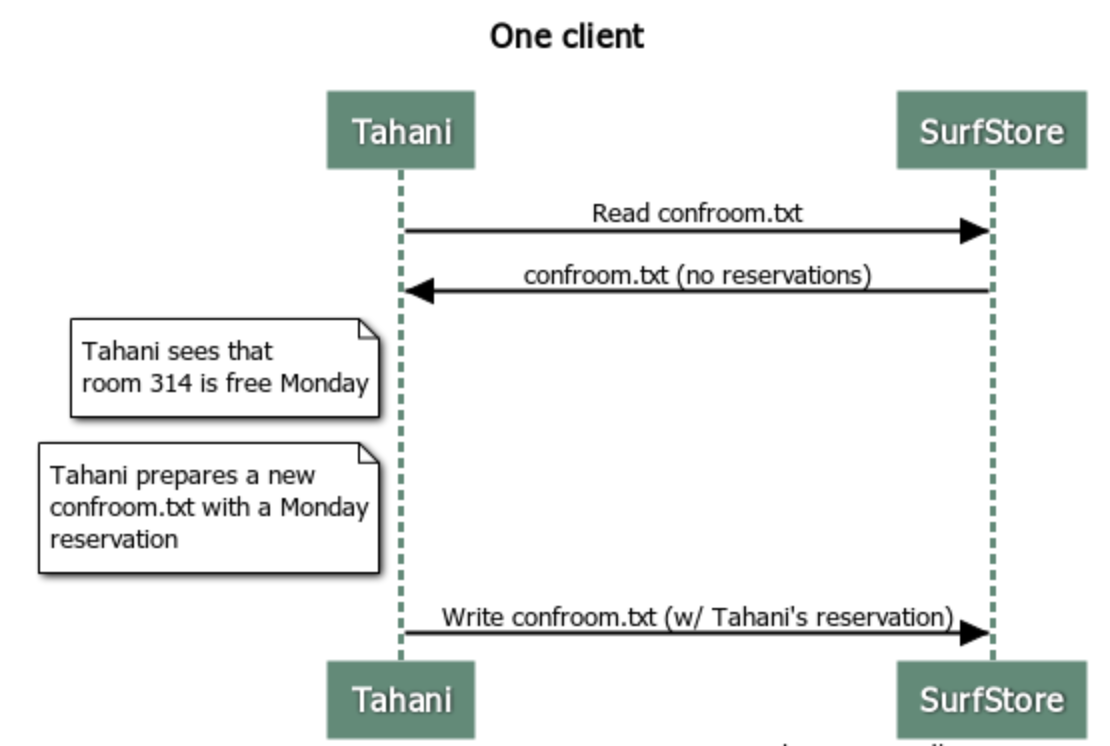 One client
Tahani
SurfStore
Read confroom.txt
confroom.txt (no reservations)
Tahani sees that
room 314 is free Monday
Tahani prepares a new
confroom.txt with a Monday
reservation
Write confroom.txt (w/ Tahani's reservation)
Tahani
SurfStore